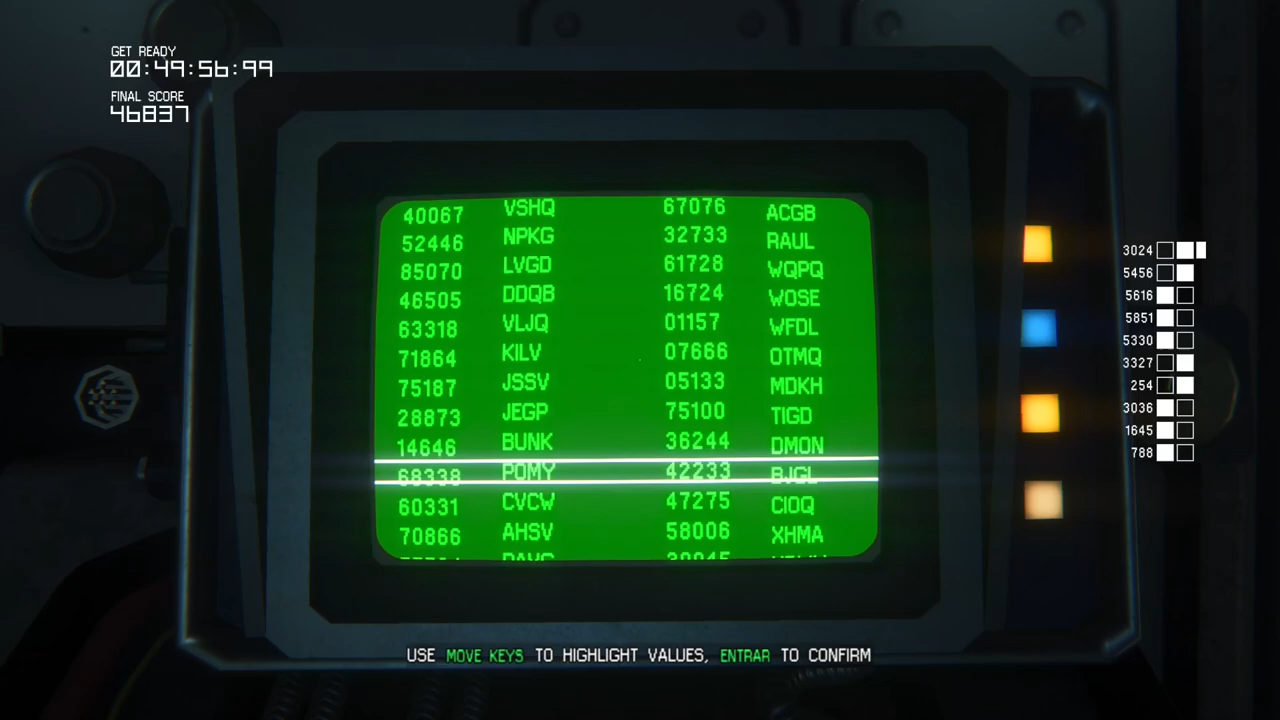 GET READY
00:49:56:99
FINAL SCORE
46837
40067 VSHQ 67076 ACGB
52446 NPKG 32733 RAUL
85070 LVGD 61728 WQPQ
46505 DDQB 16724 WOSE
63318 VLJQ 01157 WFDL
71864 KILV 07666 OTMQ
75187 JSSV 05133 MDKH
28873 JEGP 75100 TIGD
14646 BUNK 36244 DMON
68338 POMY 42233 BJGL
60331 CVCW 47275 CIOQ
70866 AHSV 58006 XHMA
3024
5456
5616
5851
5330
3327
254
3036
1645
788
USE MOVE KEYS TO HIGHLIGHT VALUES, ENTRAR TO CONFIRM